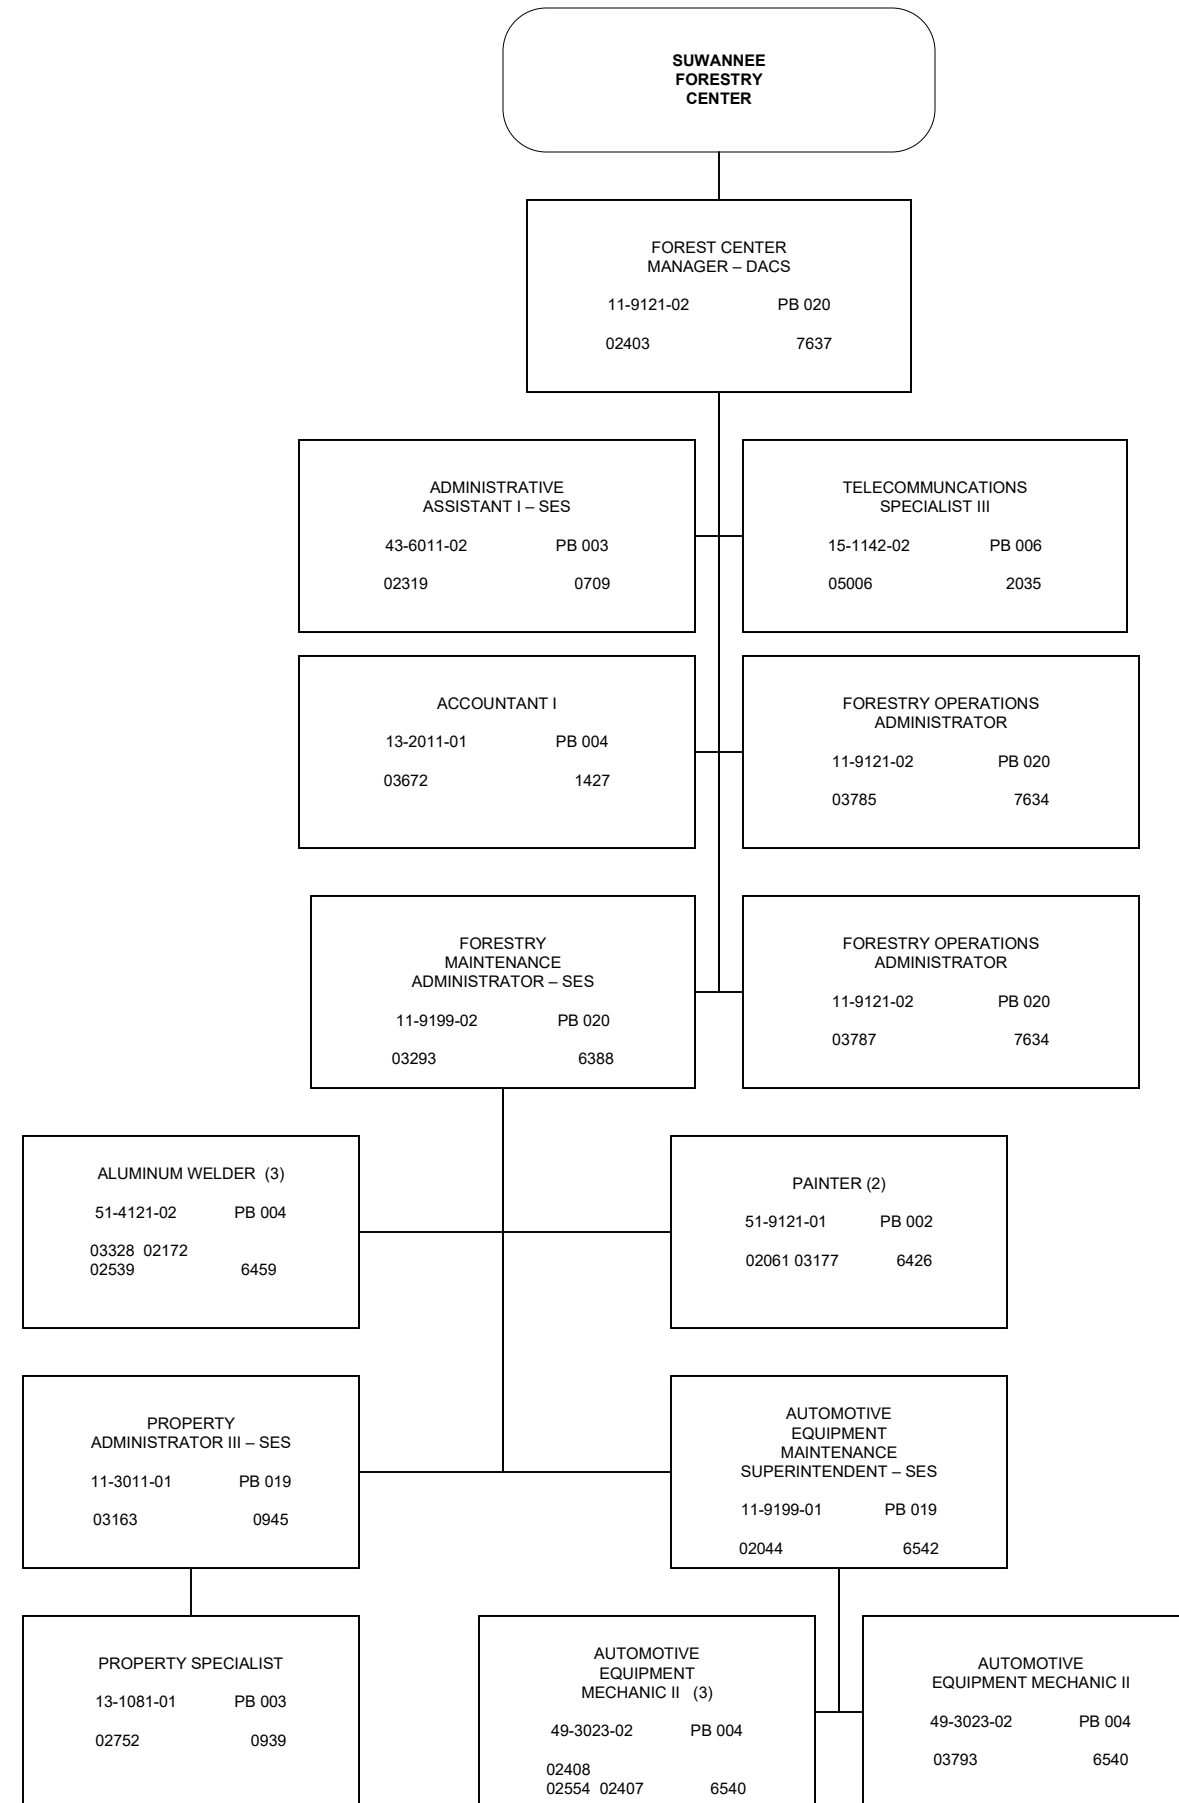 SUWANNEE
FORESTRY
CENTER
FOREST CENTER
MANAGER – DACS
11-9121-02 PB 020
02403 7637
ADMINISTRATIVE
ASSISTANT I – SES
43-6011-02 PB 003
02319 0709
TELECOMMUNCATIONS
SPECIALIST III
15-1142-02 PB 006
05006 2035
ACCOUNTANT I
13-2011-01 PB 004
03672 1427
FORESTRY OPERATIONS
ADMINISTRATOR
11-9121-02 PB 020
03785 7634
FORESTRY
MAINTENANCE
ADMINISTRATOR – SES
11-9199-02 PB 020
03293 6388
FORESTRY OPERATIONS
ADMINISTRATOR
11-9121-02 PB 020
03787 7634
ALUMINUM WELDER (3)
51-4121-02 PB 004
03328 02172
02539 6459
PAINTER (2)
51-9121-01 PB 002
02061 03177 6426
PROPERTY
ADMINISTRATOR III – SES
11-3011-01 PB 019
03163 0945
AUTOMOTIVE
EQUIPMENT
MAINTENANCE
SUPERINTENDENT – SES
11-9199-01 PB 019
02044 6542
PROPERTY SPECIALIST
13-1081-01 PB 003
02752 0939
AUTOMOTIVE
EQUIPMENT
MECHANIC II (3)
49-3023-02 PB 004
02408
02554 02407 6540
AUTOMOTIVE
EQUIPMENT MECHANIC II
49-3023-02 PB 004
03793 6540